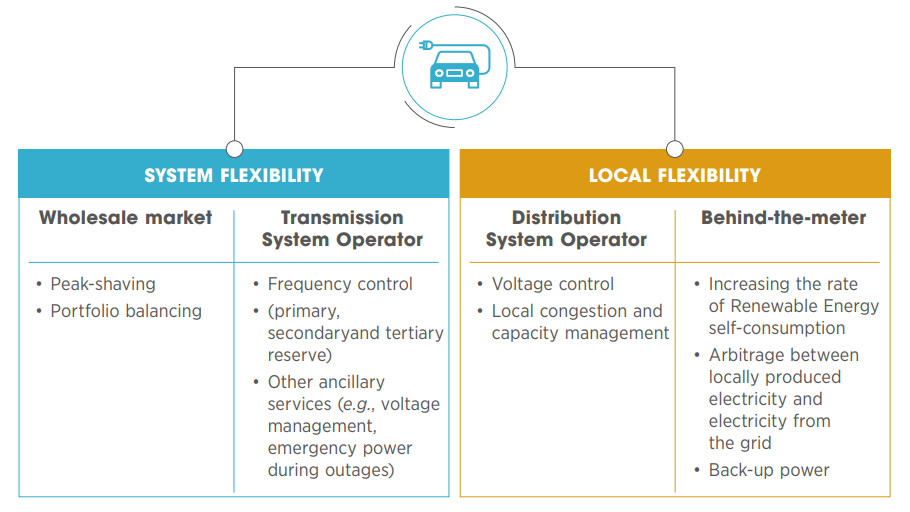 SYSTEM FLEXIBILITY
Wholesale market
• Peak-shaving
• Portfolio balancing
Transmission
System Operator
• Frequency control
• (primary,
secondaryand tertiary
reserve)
• Other ancillary
services (e.g., voltage
management,
emergency power
during outages)
LOCAL FLEXIBILITY
Distribution
System Operator
• Voltage control
• Local congestion and
capacity management
Behind-the-meter
• Increasing the rate
of Renewable Energy
self-consumption
• Arbitrage between
locally produced
electricity and
electricity from
the grid
• Back-up power